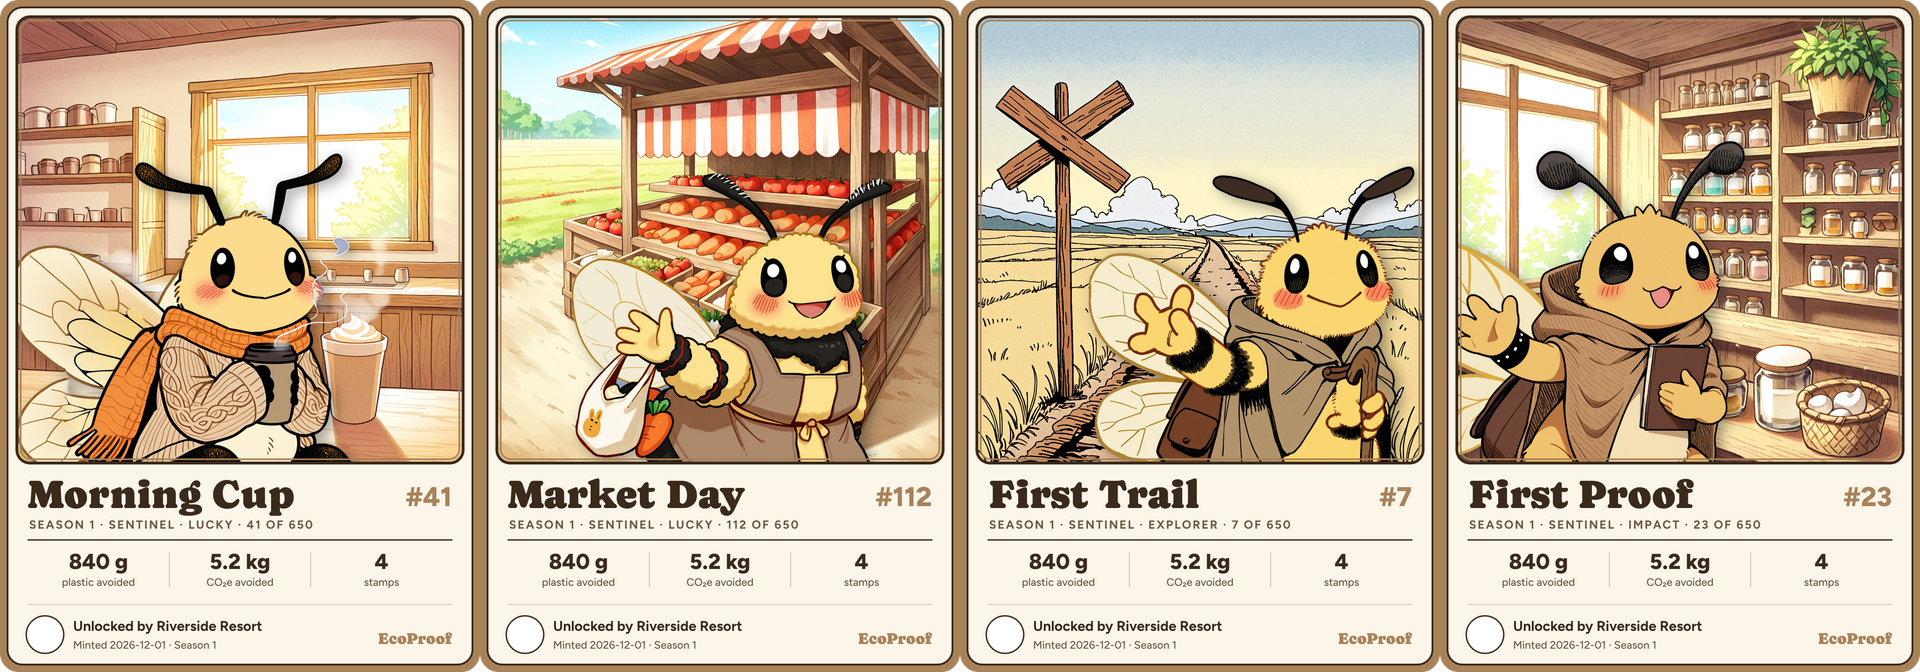 Morning Cup #41
SEASON 1 · SENTINEL · LUCKY · 41 OF 650
840 g 5.2 kg 4
plastic avoided CO₂e avoided stamps
Unlocked by Riverside Resort
Minted 2026-12-01 · Season 1
EcoProof
Market Day #112
SEASON 1 · SENTINEL · LUCKY · 112 OF 650
840 g 5.2 kg 4
plastic avoided CO₂e avoided stamps
Unlocked by Riverside Resort
Minted 2026-12-01 · Season 1
EcoProof
First Trail #7
SEASON 1 · SENTINEL · EXPLORER · 7 OF 650
840 g 5.2 kg 4
plastic avoided CO₂e avoided stamps
Unlocked by Riverside Resort
Minted 2026-12-01 · Season 1
EcoProof
First Proof #23
SEASON 1 · SENTINEL · IMPACT · 23 OF 650
840 g 5.2 kg 4
plastic avoided CO₂e avoided stamps
Unlocked by Riverside Resort
Minted 2026-12-01 · Season 1
EcoProof